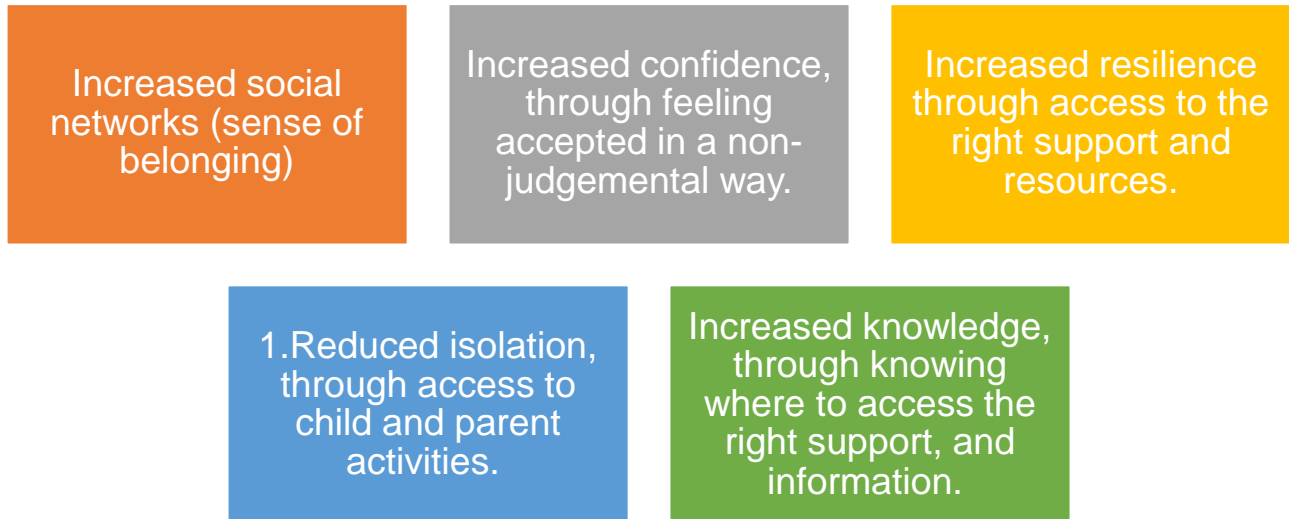 Increased social
networks (sense of
belonging)
Increased confidence,
through feeling
accepted in a non-
judgemental way.
Increased resilience
through access to the
right support and
resources.
1.Reduced isolation,
through access to
child and parent
activities.
Increased knowledge,
through knowing
where to access the
right support, and
information.